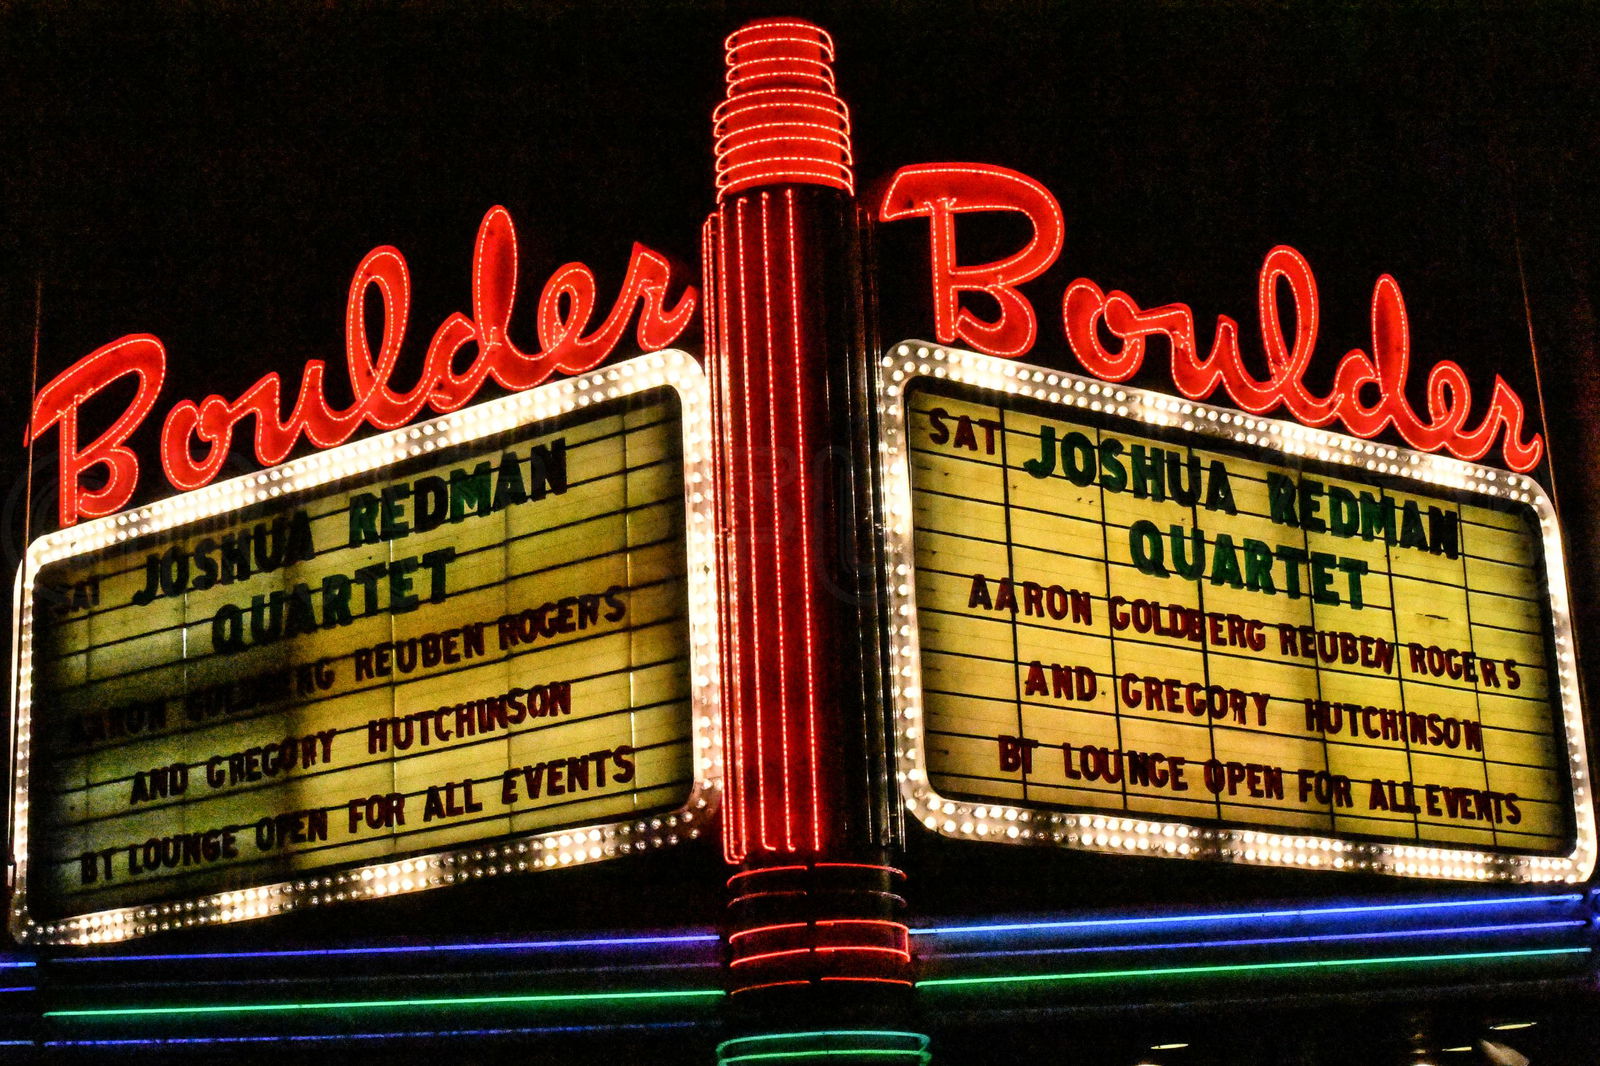 Boulder
SAT JOSHUA REDMAN
QUARTET
AARON GOLDBERG REUBEN ROGERS
AND GREGORY HUTCHINSON
BT LOUNGE OPEN FOR ALL EVENTS
Boulder
SAT JOSHUA REDMAN
QUARTET
AARON GOLDBERG REUBEN ROGERS
AND GREGORY HUTCHINSON
BT LOUNGE OPEN FOR ALL EVENTS